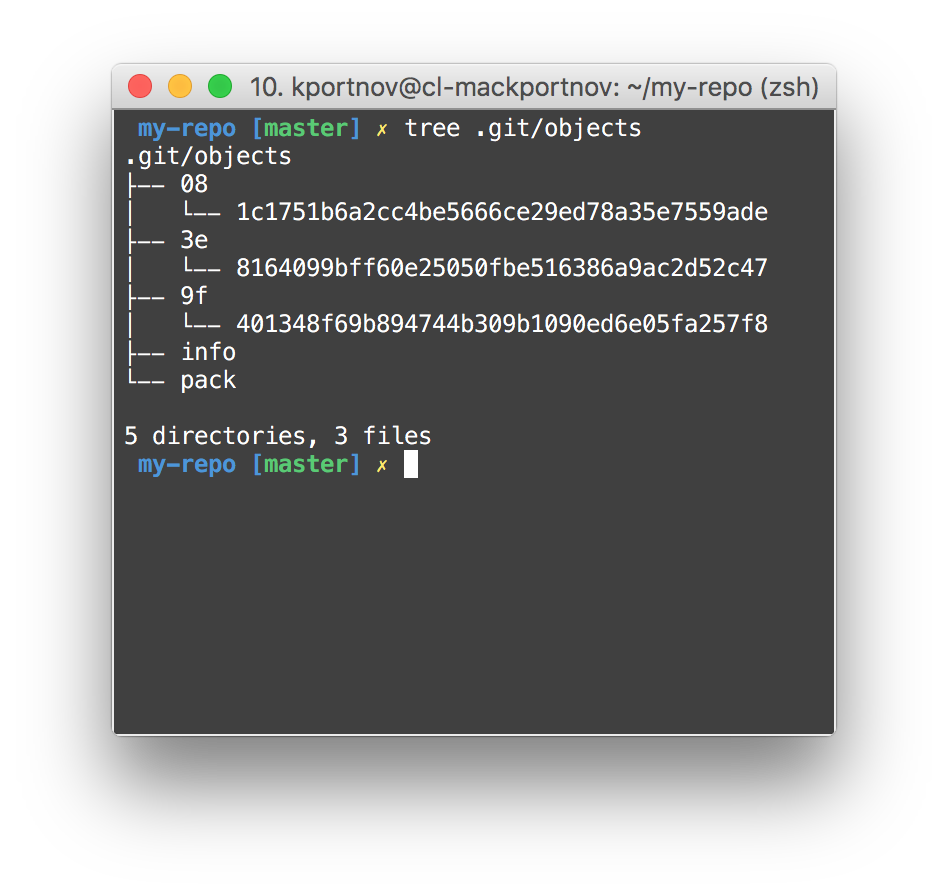 10. kportnov@cl-mackportnov: ~/my-repo (zsh)
my-repo [master] ✗ tree .git/objects
.git/objects
├── 08
│   └── 1c1751b6a2cc4be5666ce29ed78a35e7559ade
├── 3e
│   └── 8164099bff60e25050fbe516386a9ac2d52c47
├── 9f
│   └── 401348f69b894744b309b1090ed6e05fa257f8
├── info
└── pack
5 directories, 3 files
my-repo [master] ✗